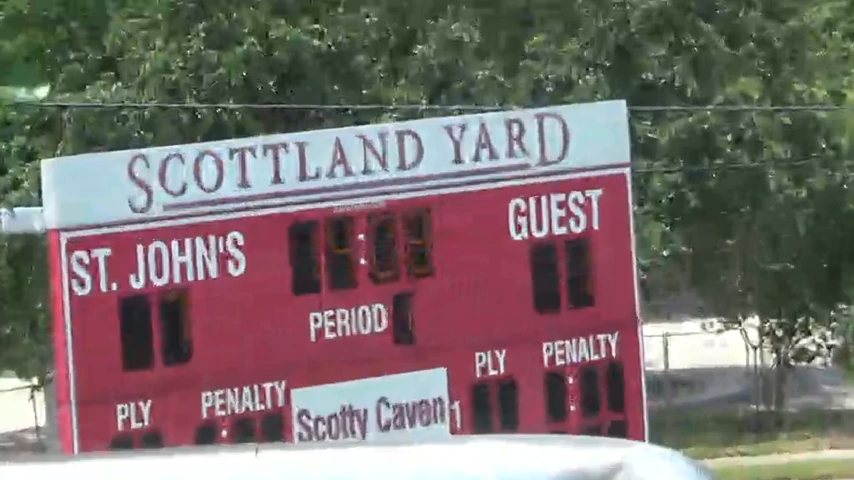 SCOTTLAND YARD
ST. JOHN'S
GUEST
PERIOD
PLY PENALTY
PLY PENALTY
Scotty Caven